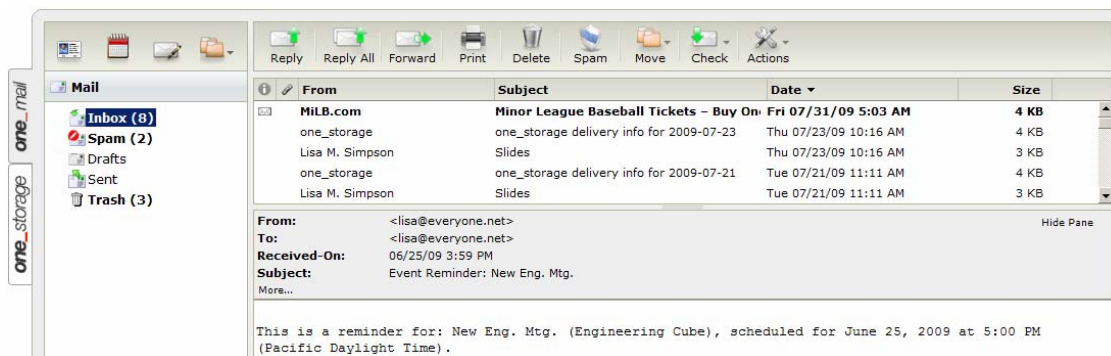 Reply Reply All Forward Print Delete Spam Move Check Actions
one_mail
one_storage
Mail
Inbox (8)
Spam (2)
Drafts
Sent
Trash (3)
From Subject Date Size
MiLB.com Minor League Baseball Tickets – Buy On Fri 07/31/09 5:03 AM 4 KB
one_storage one_storage delivery info for 2009-07-23 Thu 07/23/09 10:16 AM 4 KB
Lisa M. Simpson Slides Thu 07/23/09 10:16 AM 3 KB
one_storage one_storage delivery info for 2009-07-21 Tue 07/21/09 11:11 AM 4 KB
Lisa M. Simpson Slides Tue 07/21/09 11:11 AM 3 KB
From: <lisa@everyone.net> Hide Pane
To: <lisa@everyone.net>
Received-On: 06/25/09 3:59 PM
Subject: Event Reminder: New Eng. Mtg.
More...
This is a reminder for: New Eng. Mtg. (Engineering Cube), scheduled for June 25, 2009 at 5:00 PM
(Pacific Daylight Time).